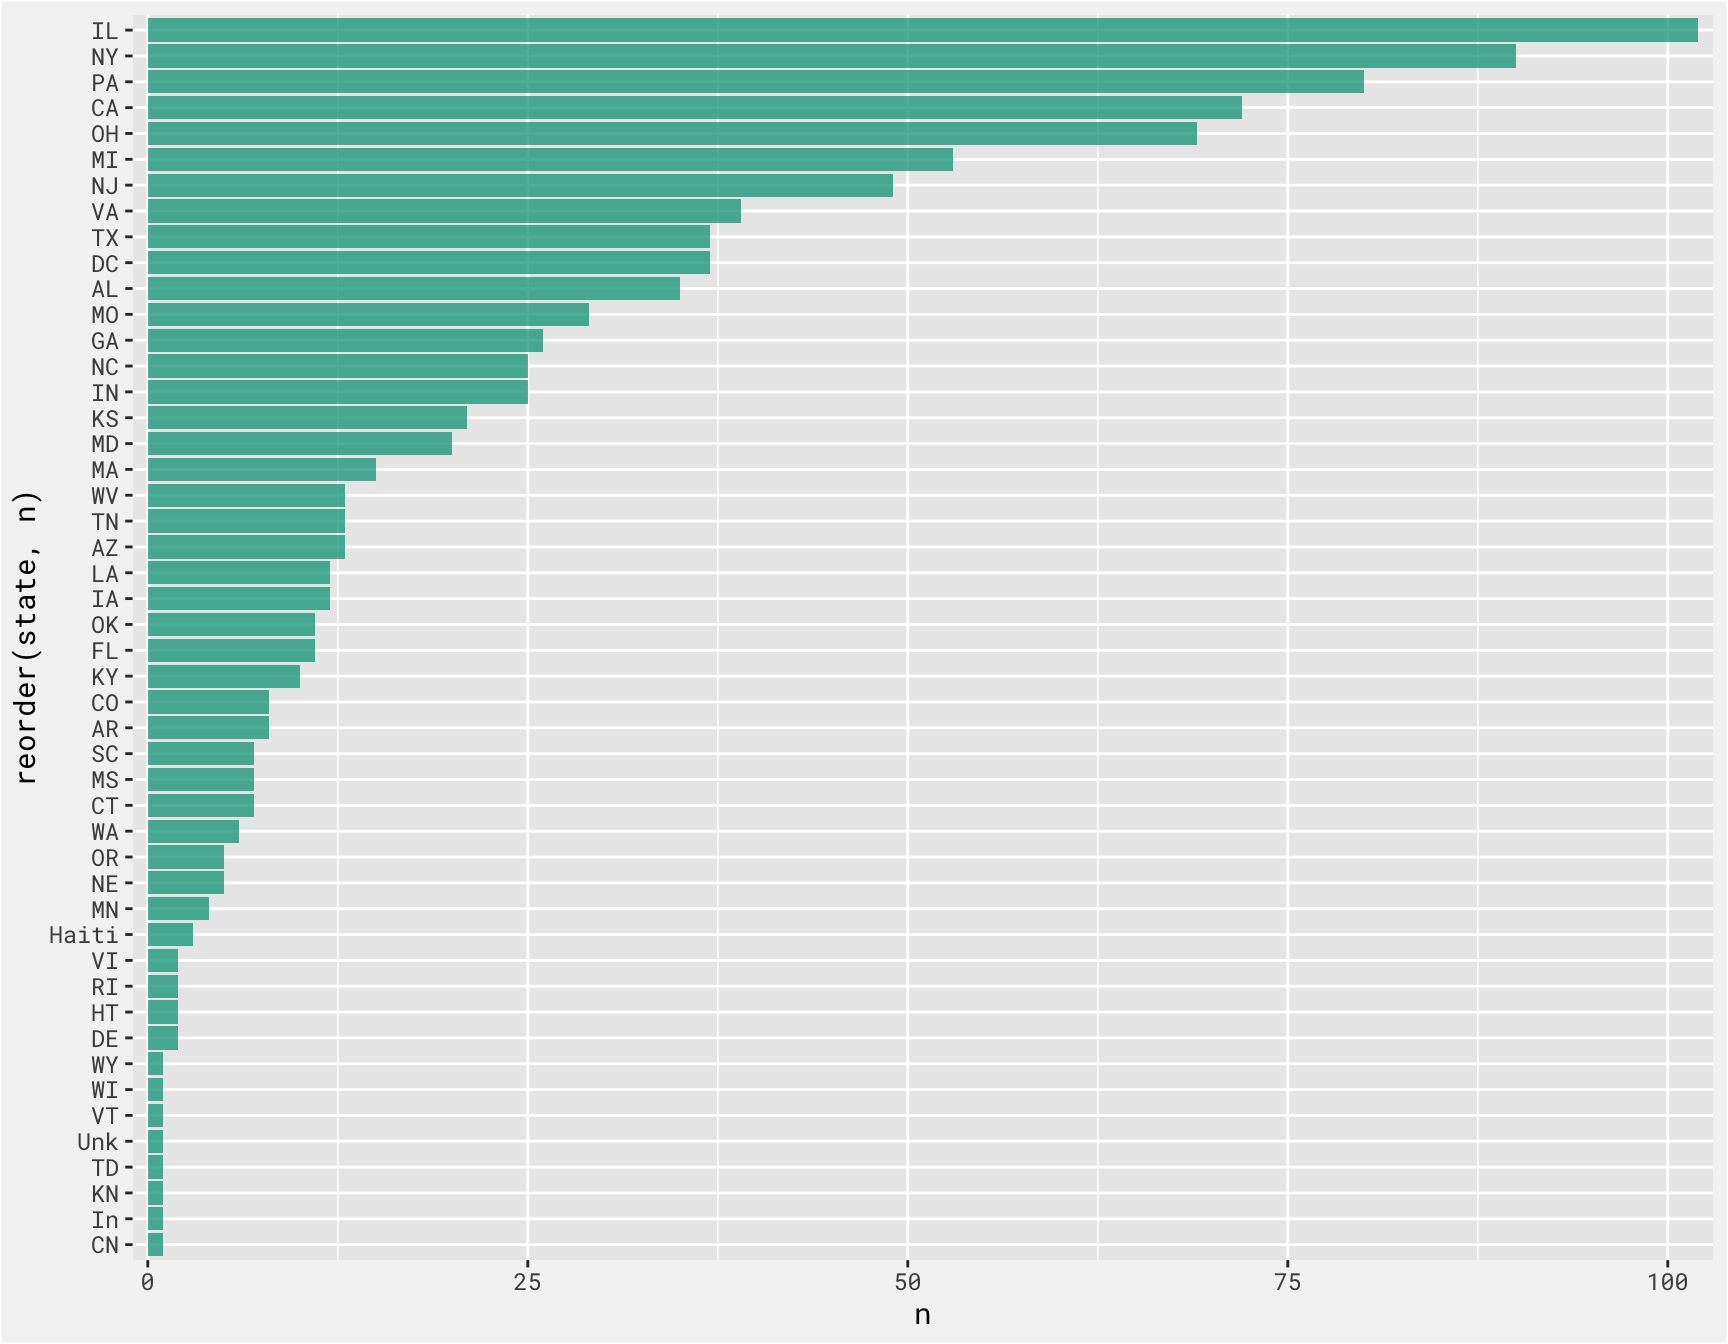 IL
NY
PA
CA
OH
MI
NJ
VA
TX
DC
AL
MO
GA
NC
IN
KS
MD
MA
WV
TN
AZ
LA
IA
OK
FL
KY
CO
AR
SC
MS
CT
WA
OR
NE
MN
Haiti
VI
RI
HT
DE
WY
WI
VT
Unk
TD
KN
In
CN
reorder(state, n)
0 25 50 75 100
n